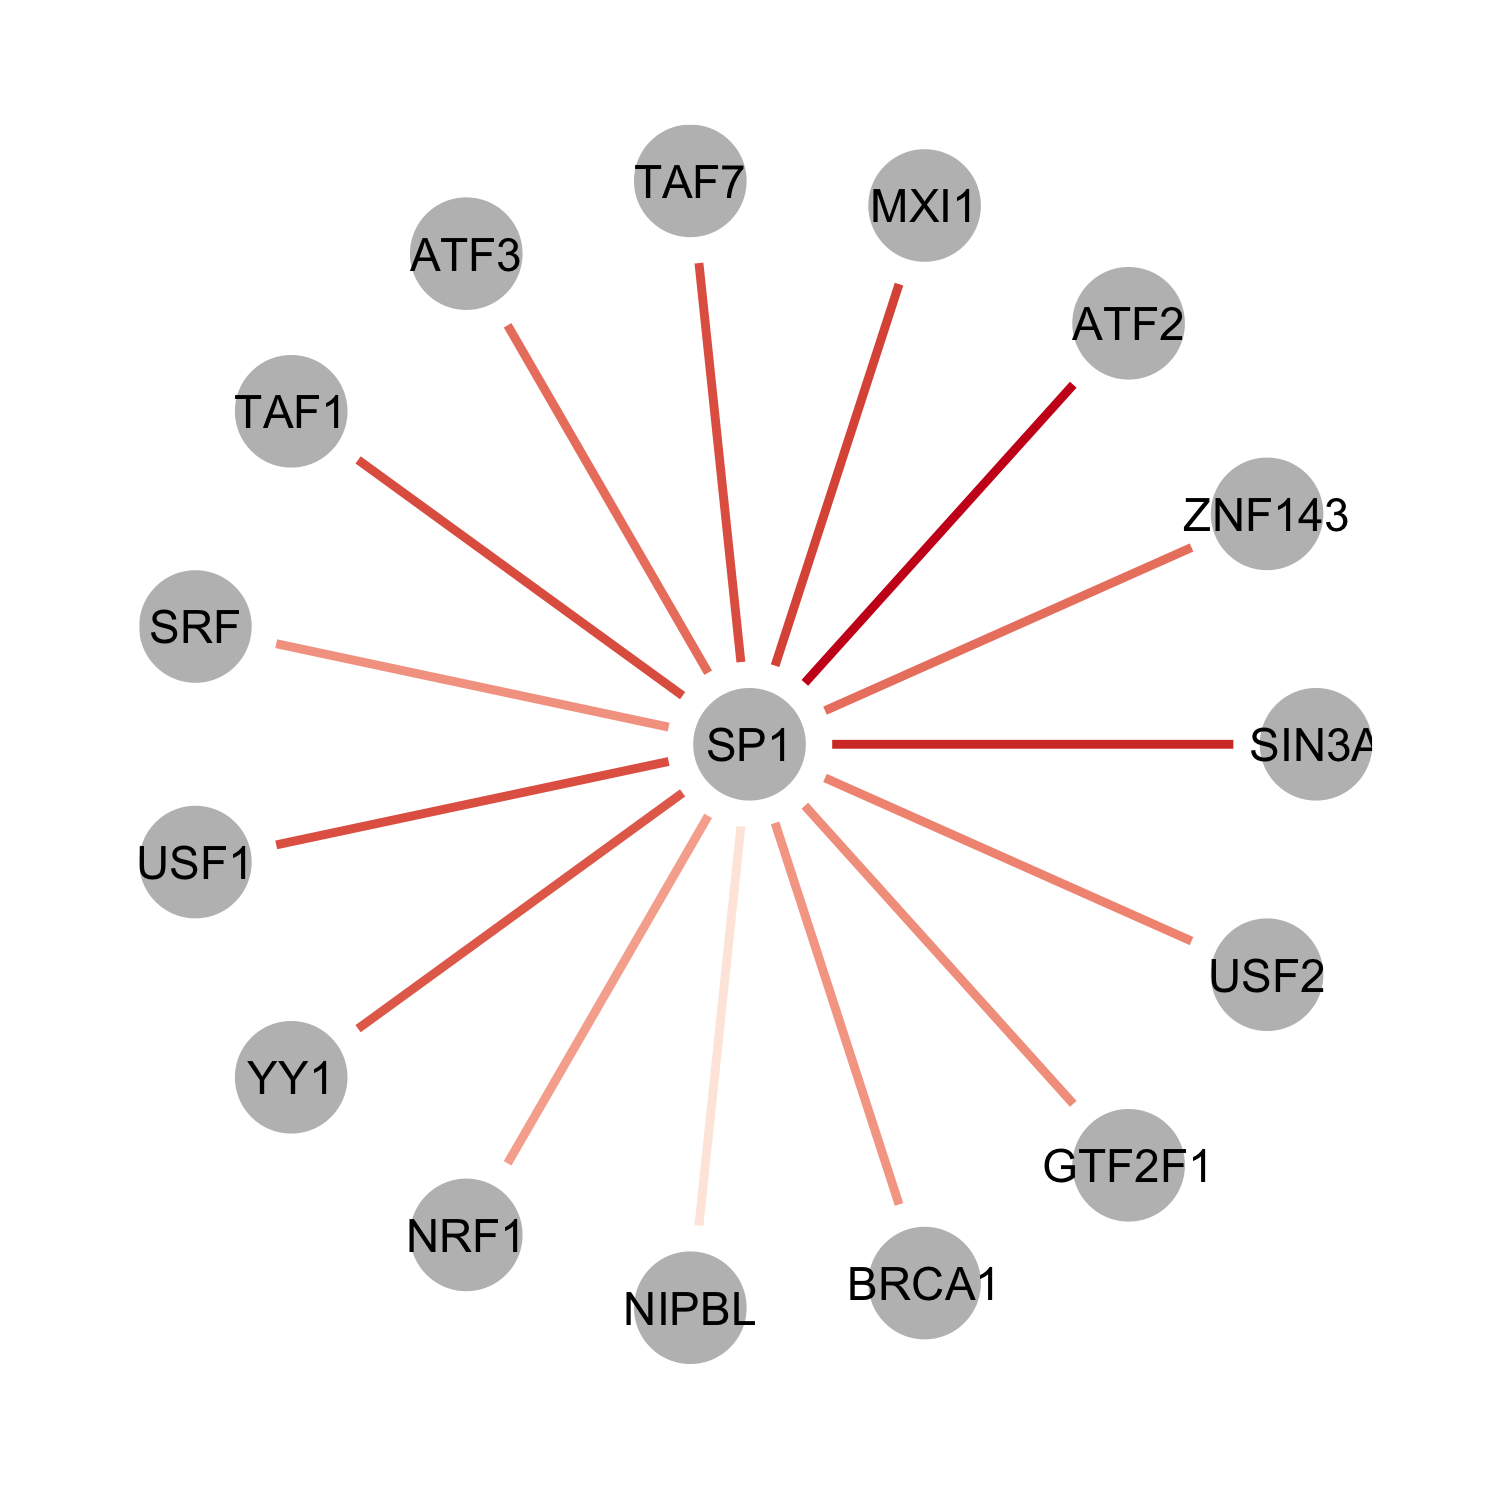 TAF7
MXI1
ATF3
ATF2
TAF1
ZNF143
SRF
SP1
SIN3A
USF1
USF2
YY1
GTF2F1
NRF1
BRCA1
NIPBL